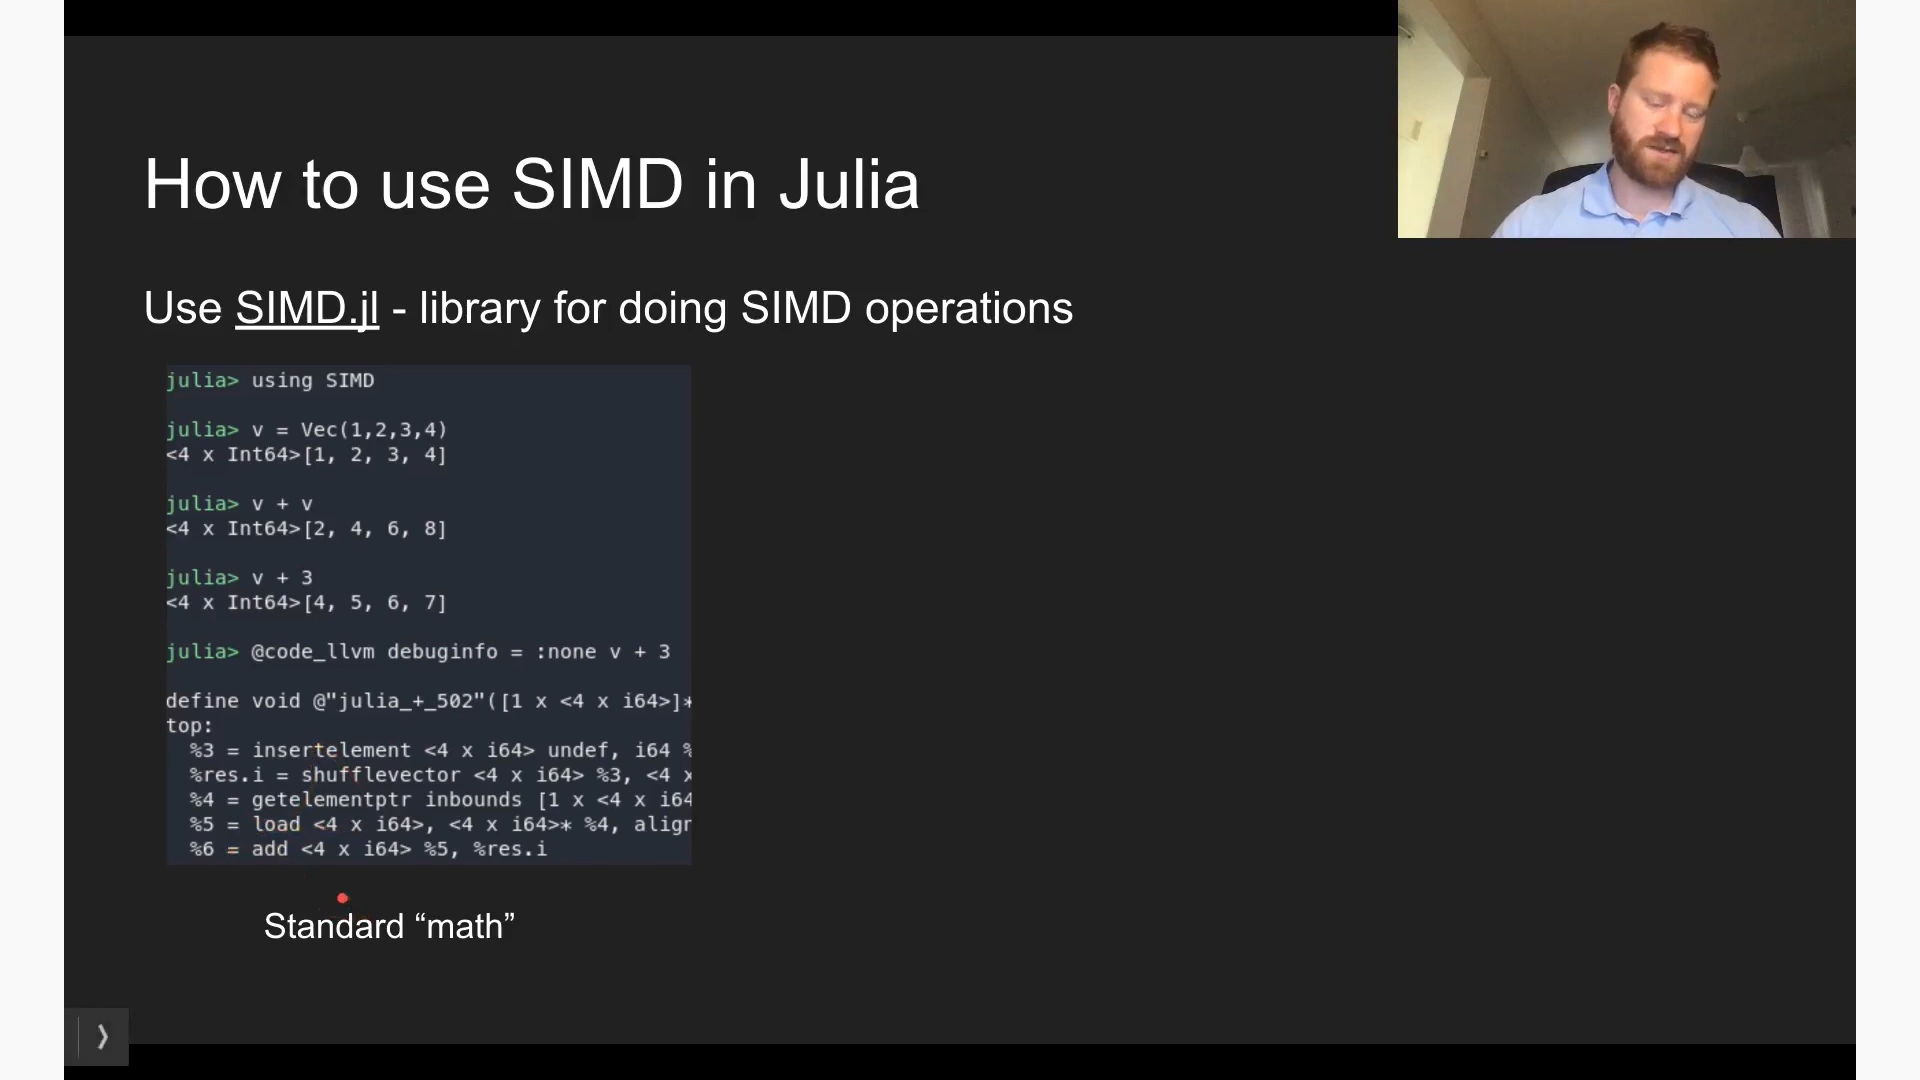 How to use SIMD in Julia
Use SIMD.jl - library for doing SIMD operations
julia> using SIMD
julia> v = Vec(1,2,3,4)
<4 x Int64>[1, 2, 3, 4]
julia> v + v
<4 x Int64>[2, 4, 6, 8]
julia> v + 3
<4 x Int64>[4, 5, 6, 7]
julia> @code_llvm debuginfo = :none v + 3
define void @"julia_+_502"([1 x <4 x i64>]*
top:
%3 = insertelement <4 x i64> undef, i64 %
%res.i = shufflevector <4 x i64> %3, <4 x
%4 = getelementptr inbounds [1 x <4 x i64
%5 = load <4 x i64>, <4 x i64>* %4, align
%6 = add <4 x i64> %5, %res.i
Standard “math”